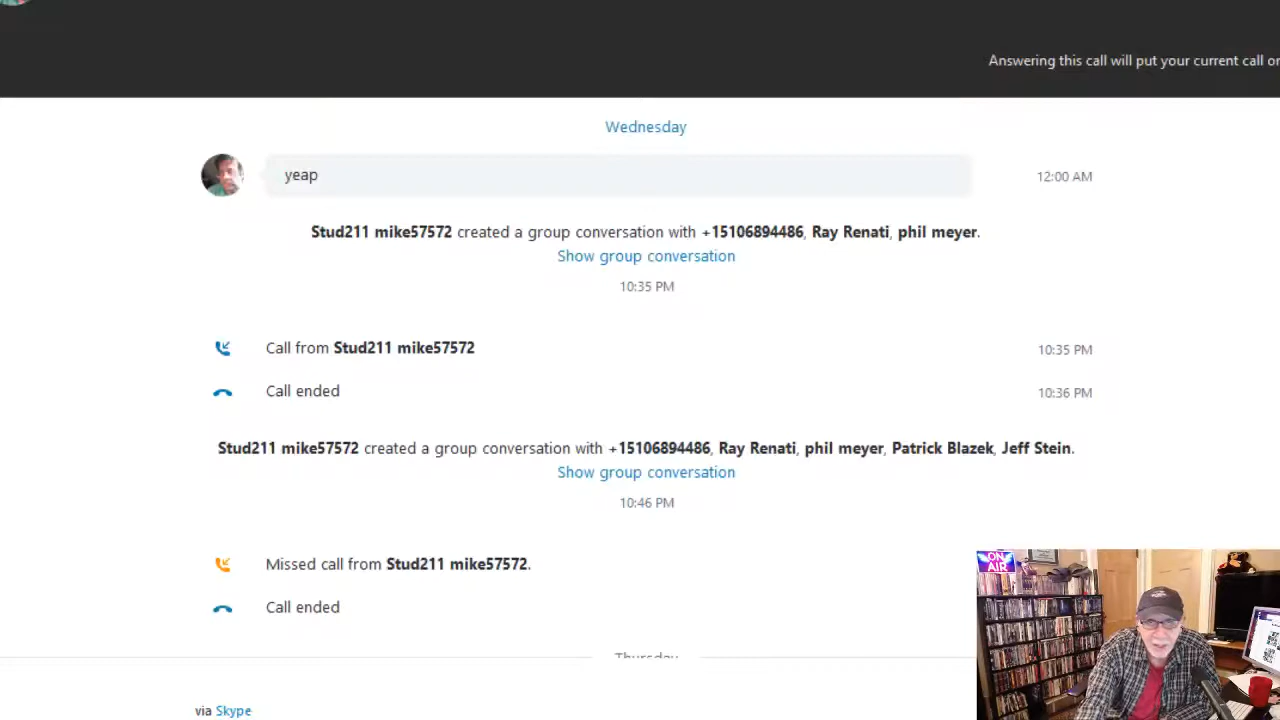 Answering this call will put your current call or
Wednesday
yeap
12:00 AM
Stud211 mike57572 created a group conversation with +15106894486, Ray Renati, phil meyer.
Show group conversation
10:35 PM
Call from Stud211 mike57572
10:35 PM
Call ended
10:36 PM
Stud211 mike57572 created a group conversation with +15106894486, Ray Renati, phil meyer, Patrick Blazek, Jeff Stein.
Show group conversation
10:46 PM
Missed call from Stud211 mike57572.
Call ended
Thursday
via Skype
ON
AIR